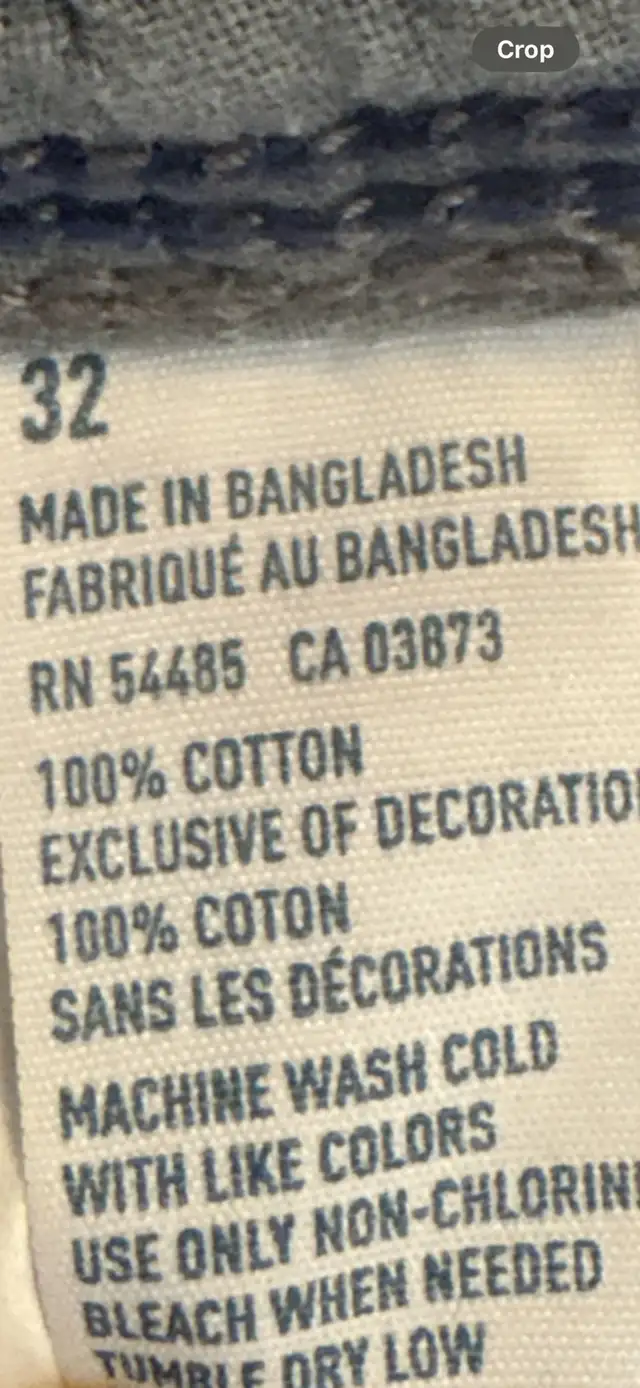 Crop
32
MADE IN BANGLADESH
FABRIQUÉ AU BANGLADESH
RN 54485 CA 03873
100% COTTON
EXCLUSIVE OF DECORATIO
100% COTON
SANS LES DÉCORATIONS
MACHINE WASH COLD
WITH LIKE COLORS
USE ONLY NON-CHLORIN
BLEACH WHEN NEEDED
TUMBLE DRY LOW